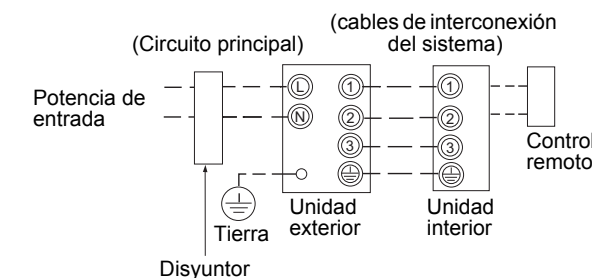 (cables de interconexión
del sistema)
(Circuito principal)
Potencia de
entrada
L
1
1
N
2
2
3
3
Control
remoto
Tierra
Unidad
exterior
Unidad
interior
Disyuntor